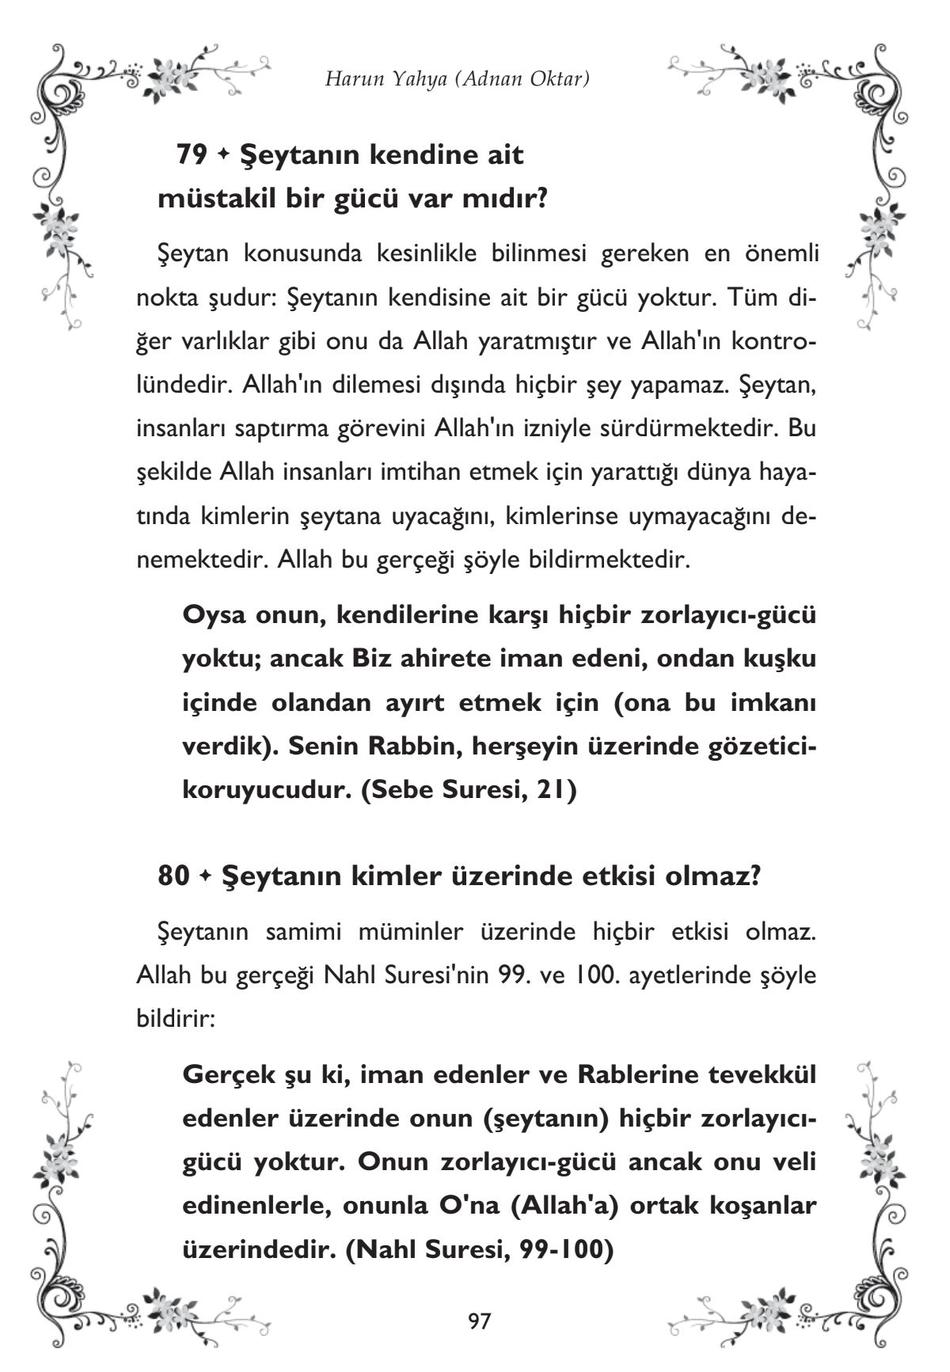 Harun Yahya (Adnan Oktar)
79 ✦ Şeytanın kendine ait
müstakil bir gücü var mıdır?
Şeytan konusunda kesinlikle bilinmesi gereken en önemli
nokta şudur: Şeytanın kendisine ait bir gücü yoktur. Tüm di-
ğer varlıklar gibi onu da Allah yaratmıştır ve Allah'ın kontro-
lündedir. Allah'ın dilemesi dışında hiçbir şey yapamaz. Şeytan,
insanları saptırma görevini Allah'ın izniyle sürdürmektedir. Bu
şekilde Allah insanları imtihan etmek için yarattığı dünya haya-
tında kimlerin şeytana uyacağını, kimlerinse uymayacağını de-
nemektedir. Allah bu gerçeği şöyle bildirmektedir.
Oysa onun, kendilerine karşı hiçbir zorlayıcı-gücü
yoktu; ancak Biz ahirete iman edeni, ondan kuşku
içinde olandan ayırt etmek için (ona bu imkanı
verdik). Senin Rabbin, herşeyin üzerinde gözetici-
koruyucudur. (Sebe Suresi, 21)
80 ✦ Şeytanın kimler üzerinde etkisi olmaz?
Şeytanın samimi müminler üzerinde hiçbir etkisi olmaz.
Allah bu gerçeği Nahl Suresi'nin 99. ve 100. ayetlerinde şöyle
bildirir:
Gerçek şu ki, iman edenler ve Rablerine tevekkül
edenler üzerinde onun (şeytanın) hiçbir zorlayıcı-
gücü yoktur. Onun zorlayıcı-gücü ancak onu veli
edinenlerle, onunla O'na (Allah'a) ortak koşanlar
üzerindedir. (Nahl Suresi, 99-100)
97